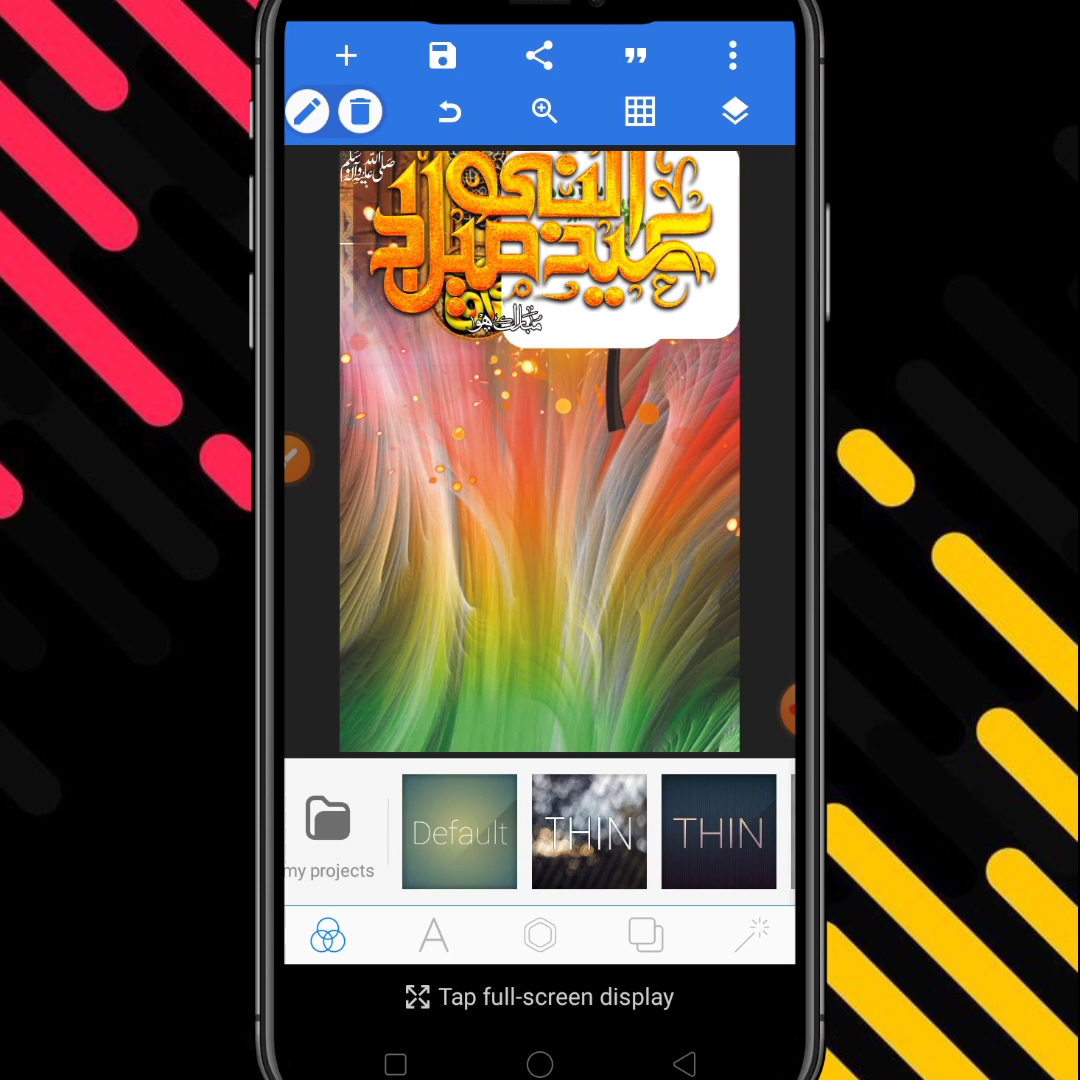 صلی اللہ علیہ وآلہ وسلم
عید میلاد النبی
مبارک ہو
my projects
Default
THIN
THIN
A
Tap full-screen display